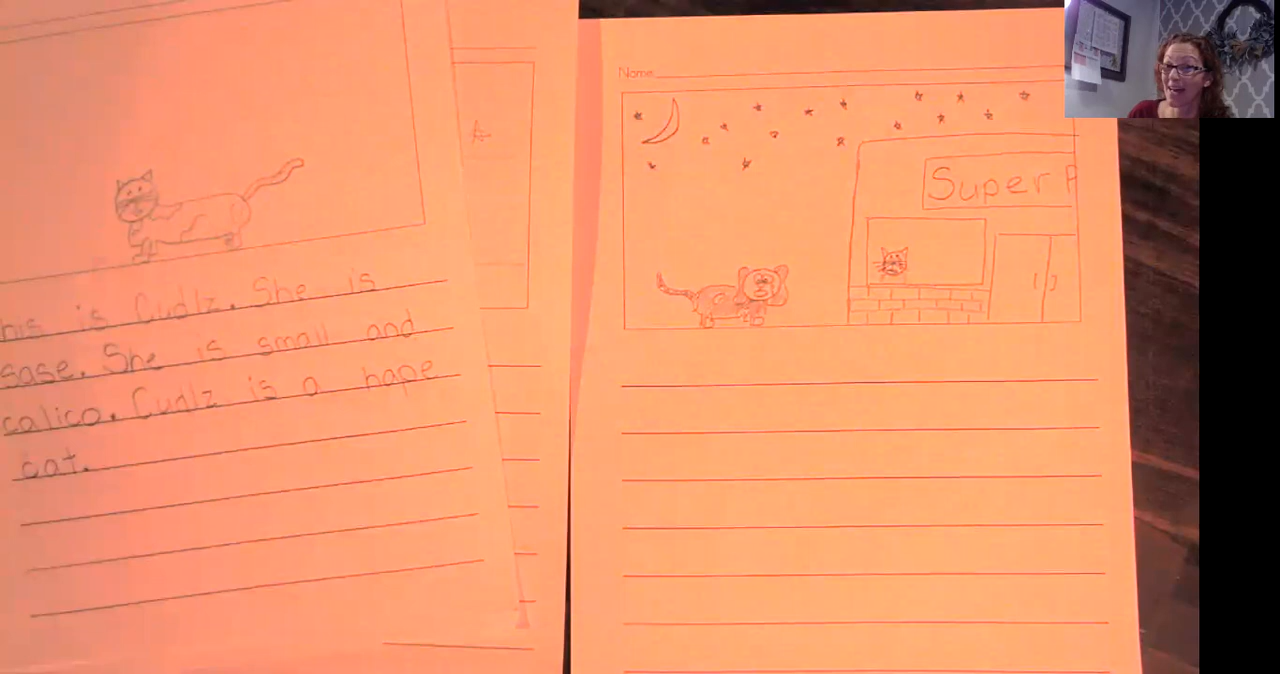 his is Cudlz. She is
sase. She is small and
calico. Cudlz is a hape
cat.
Name
Super P